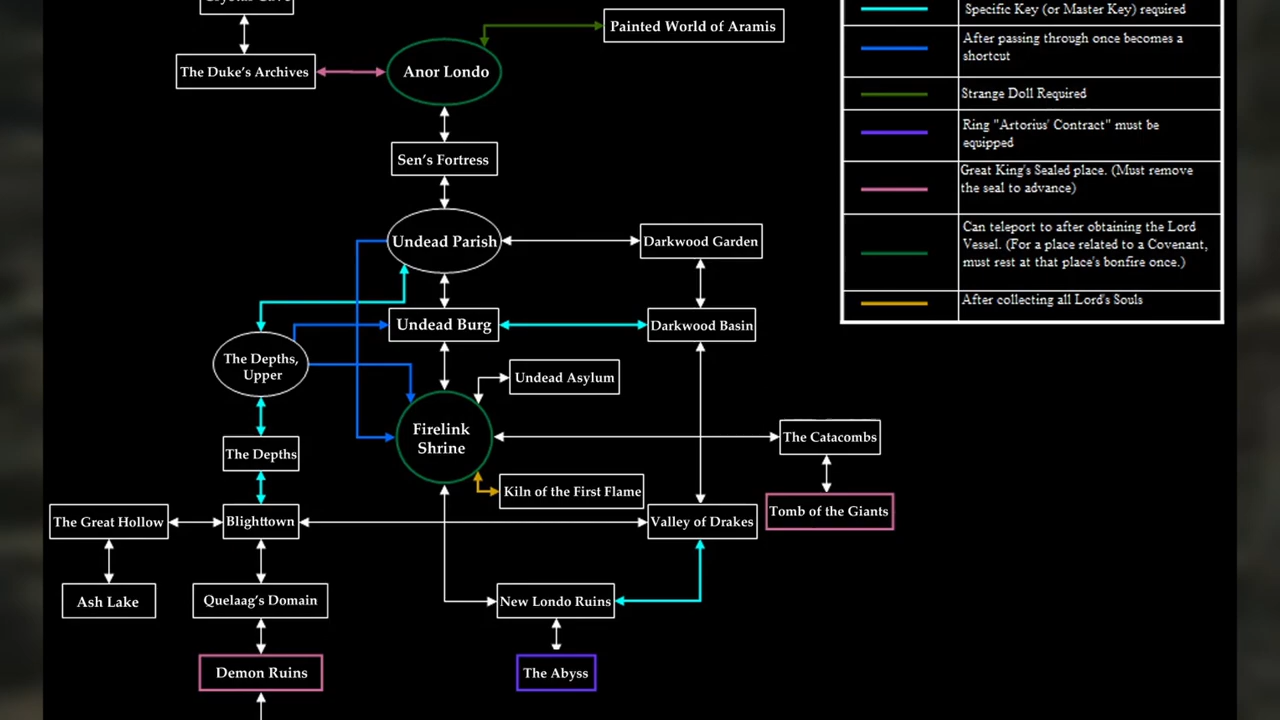 Painted World of Aramis
The Duke's Archives
Anor Londo
Sen's Fortress
Undead Parish
Darkwood Garden
Undead Burg
Darkwood Basin
The Depths,
Upper
Undead Asylum
Firelink
Shrine
The Catacombs
The Depths
Kiln of the First Flame
Tomb of the Giants
The Great Hollow
Blighttown
Valley of Drakes
Ash Lake
Quelaag's Domain
New Londo Ruins
Demon Ruins
The Abyss
Specific Key (or Master Key) required
After passing through once becomes a
shortcut
Strange Doll Required
Ring "Artorius' Contract" must be
equipped
Great King's Sealed place. (Must remove
the seal to advance)
Can teleport to after obtaining the Lord
Vessel. (For a place related to a Covenant,
must rest at that place's bonfire once.)
After collecting all Lord's Souls